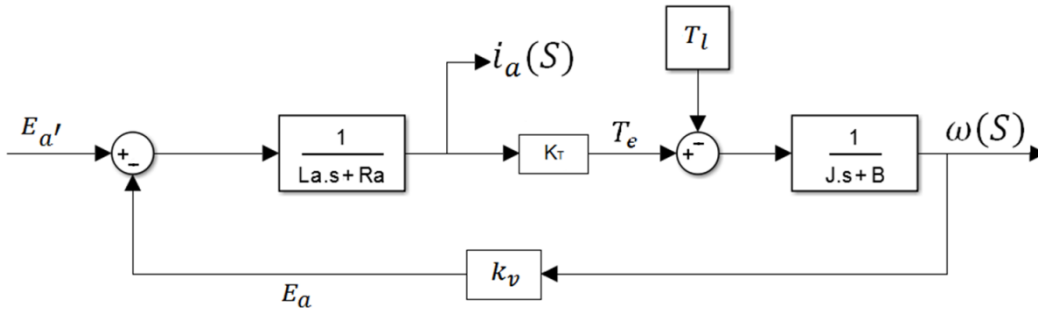 T_l
i_a(S)
E_a'
+
−
1
La.s+Ra
K_T
T_e
+
−
1
J.s+B
ω(S)
k_v
E_a